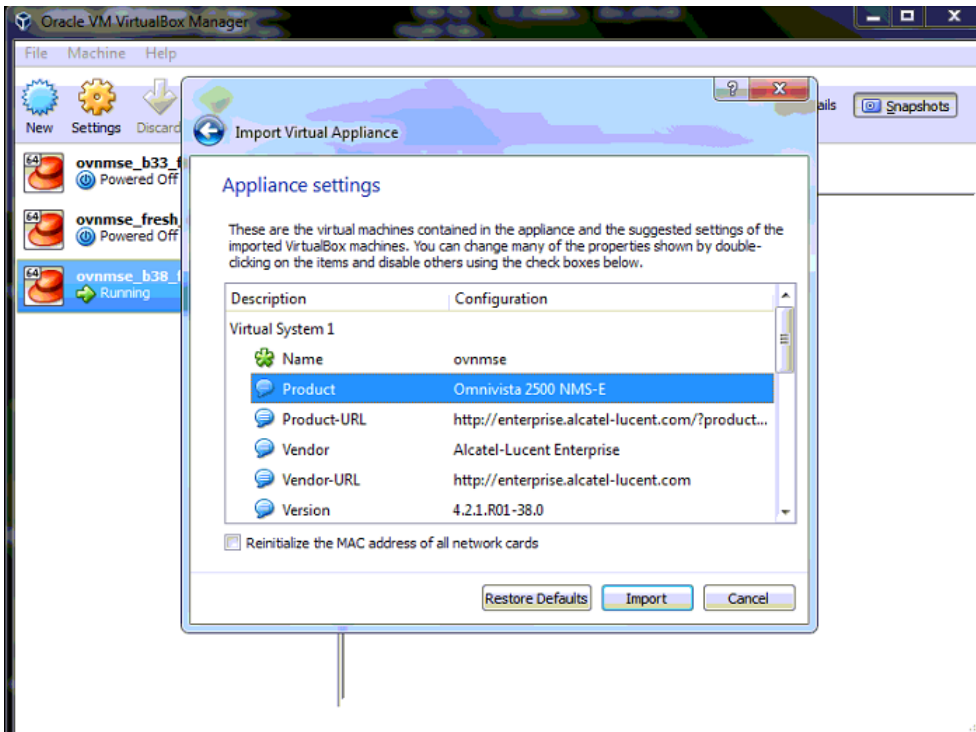 Oracle VM VirtualBox Manager
File Machine Help
New Settings Discard
ails Snapshots
64 ovnmse_b33_f
Powered Off
64 ovnmse_fresh_
Powered Off
64 ovnmse_b38_f
Running
Import Virtual Appliance
Appliance settings
These are the virtual machines contained in the appliance and the suggested settings of the
imported VirtualBox machines. You can change many of the properties shown by double-
clicking on the items and disable others using the check boxes below.
Description Configuration
Virtual System 1
Name ovnmse
Product Omnivista 2500 NMS-E
Product-URL http://enterprise.alcatel-lucent.com/?product...
Vendor Alcatel-Lucent Enterprise
Vendor-URL http://enterprise.alcatel-lucent.com
Version 4.2.1.R01-38.0
Reinitialize the MAC address of all network cards
Restore Defaults Import Cancel